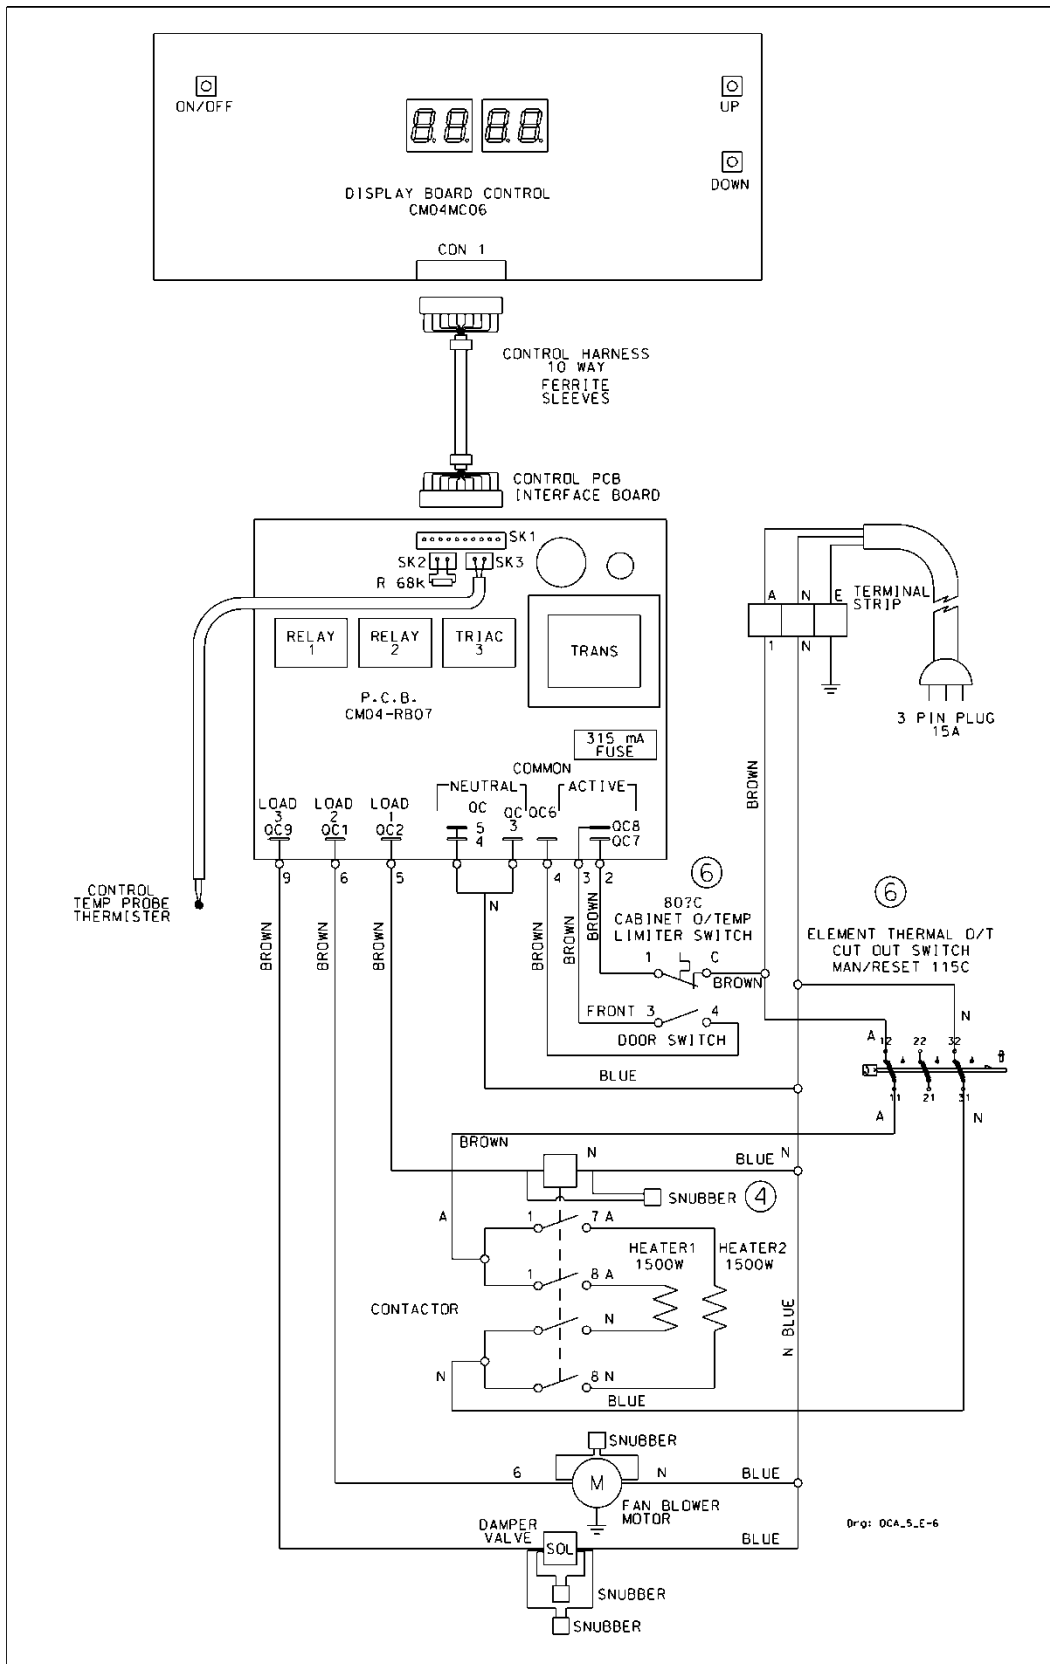 ON/OFF
UP
DOWN
88.88
DISPLAY BOARD CONTROL
CM04MC06
CON 1
CONTROL HARNESS
10 WAY
FERRITE
SLEEVES
CONTROL PCB
INTERFACE BOARD
SK1
SK2
SK3
R 68K
RELAY
1
RELAY
2
TRIAC
3
TRANS
P.C.B.
CM04-RB07
315 mA
FUSE
COMMON
NEUTRAL
ACTIVE
LOAD
3
QC9
LOAD
2
QC1
LOAD
1
QC2
QC
5
4
QC
3
QC6
QC8
QC7
9
6
5
N
4
3
2
A
N
E
TERMINAL
STRIP
1
N
3 PIN PLUG
15A
BROWN
CONTROL
TEMP PROBE
THERMISTER
BROWN
BROWN
BROWN
BROWN
BROWN
BROWN
6
80?C
CABINET O/TEMP
LIMITER SWITCH
1
C
BROWN
FRONT
3
4
DOOR SWITCH
6
ELEMENT THERMAL O/T
CUT OUT SWITCH
MAN/RESET 115C
N
A
12
22
32
11
21
31
A
N
BLUE
BROWN
N
BLUE
N
SNUBBER
4
A
1
7 A
HEATER1
1500W
HEATER2
1500W
1
8 A
CONTACTOR
N
N BLUE
N
8 N
BLUE
SNUBBER
6
M
N
BLUE
FAN BLOWER
MOTOR
DAMPER
VALVE
SOL
BLUE
Drg: OCA_5_E-6
SNUBBER
SNUBBER